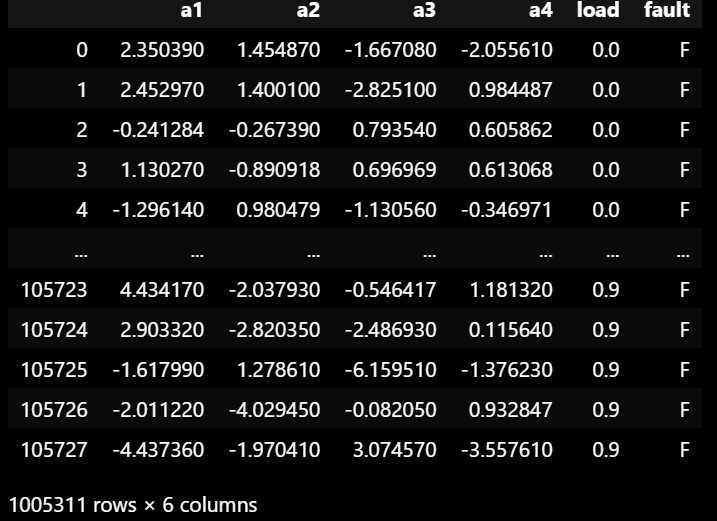 a1 a2 a3 a4 load fault
0 2.350390 1.454870 -1.667080 -2.055610 0.0 F
1 2.452970 1.400100 -2.825100 0.984487 0.0 F
2 -0.241284 -0.267390 0.793540 0.605862 0.0 F
3 1.130270 -0.890918 0.696969 0.613068 0.0 F
4 -1.296140 0.980479 -1.130560 -0.346971 0.0 F
... ... ... ... ... ... ...
105723 4.434170 -2.037930 -0.546417 1.181320 0.9 F
105724 2.903320 -2.820350 -2.486930 0.115640 0.9 F
105725 -1.617990 1.278610 -6.159510 -1.376230 0.9 F
105726 -2.011220 -4.029450 -0.082050 0.932847 0.9 F
105727 -4.437360 -1.970410 3.074570 -3.557610 0.9 F
1005311 rows × 6 columns